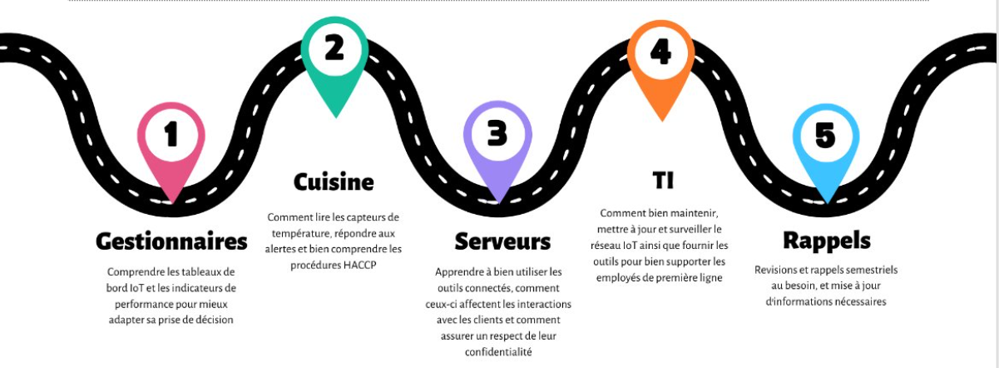 1
Gestionnaires
Comprendre les tableaux de
bord IoT et les indicateurs de
performance pour mieux
adapter sa prise de décision
2
Cuisine
Comment lire les capteurs de
température, répondre aux
alertes et bien comprendre les
procédures HACCP
3
Serveurs
Apprendre à bien utiliser les
outils connectés, comment
ceux-ci affectent les interactions
avec les clients et comment
assurer un respect de leur
confidentialité
4
TI
Comment bien maintenir,
mettre à jour et surveiller le
réseau IoT ainsi que fournir les
outils pour bien supporter les
employés de première ligne
5
Rappels
Revisions et rappels semestriels
au besoin, et mise à jour
d'informations nécessaires